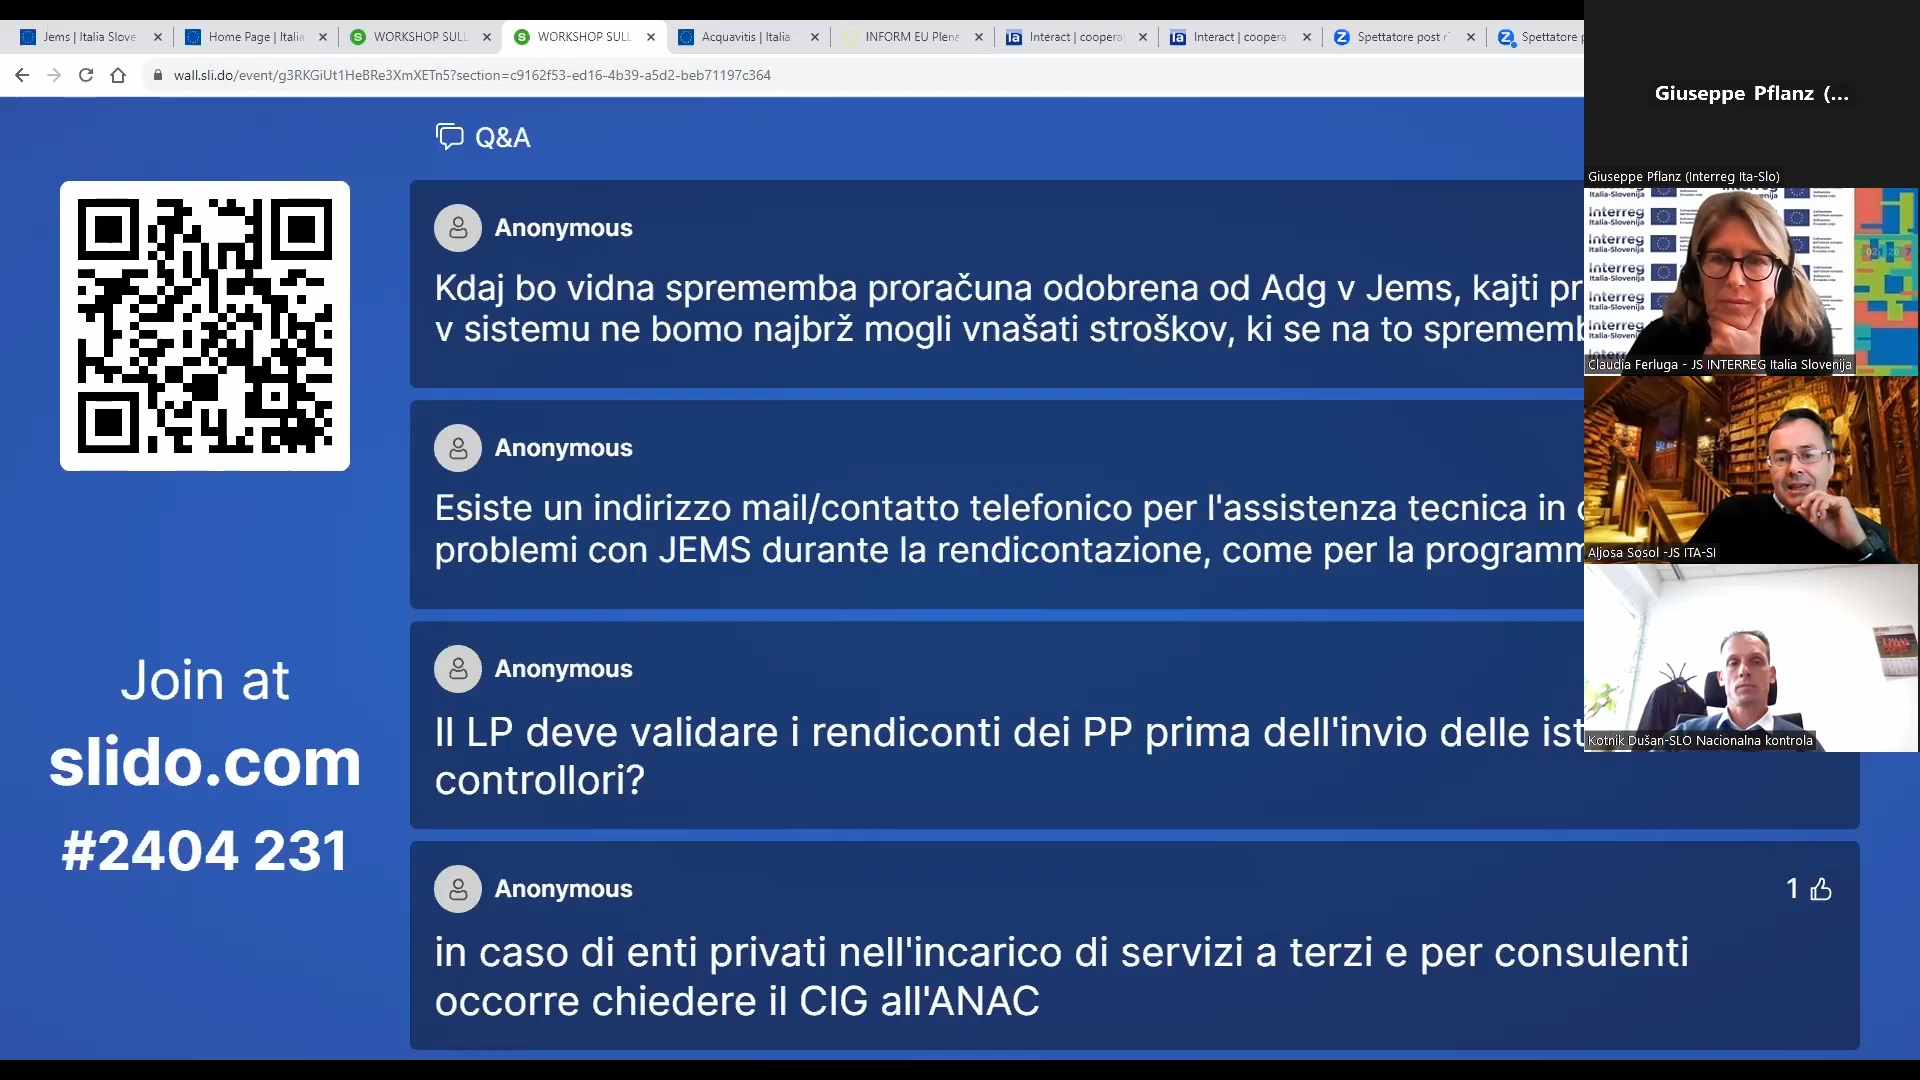 Jems | Italia Slove
Home Page | Italia
WORKSHOP SULL
WORKSHOP SULL
Acquavitis | Italia
INFORM EU Plena
Interact | coopera
Interact | coopera
Spettatore post
Spettatore
wall.sli.do/event/g3RKGiUt1HeBRe3XmXETn5?section=c9162f53-ed16-4b39-a5d2-beb71197c364
Q&A
Anonymous
Kdaj bo vidna sprememba proračuna odobrena od Adg v Jems, kajti
v sistemu ne bomo najbrž mogli vnašati stroškov, ki se na to
Anonymous
Esiste un indirizzo mail/contatto telefonico per l'assistenza tecnica in
problemi con JEMS durante la rendicontazione, come per la
Anonymous
Il LP deve validare i rendiconti dei PP prima dell'invio delle
controllori?
Anonymous
1
in caso di enti privati nell'incarico di servizi a terzi e per consulenti
occorre chiedere il CIG all'ANAC
Join at
slido.com
#2404 231
Giuseppe Pflanz (...
Giuseppe Pflanz (Interreg Ita-Slo)
Interreg
Italia-Slovenija
Claudia Ferluga - JS INTERREG Italia Slovenija
Aljosa Sosol -JS ITA-SI
Kotnik Dušan-SLO Nacionalna kontrola